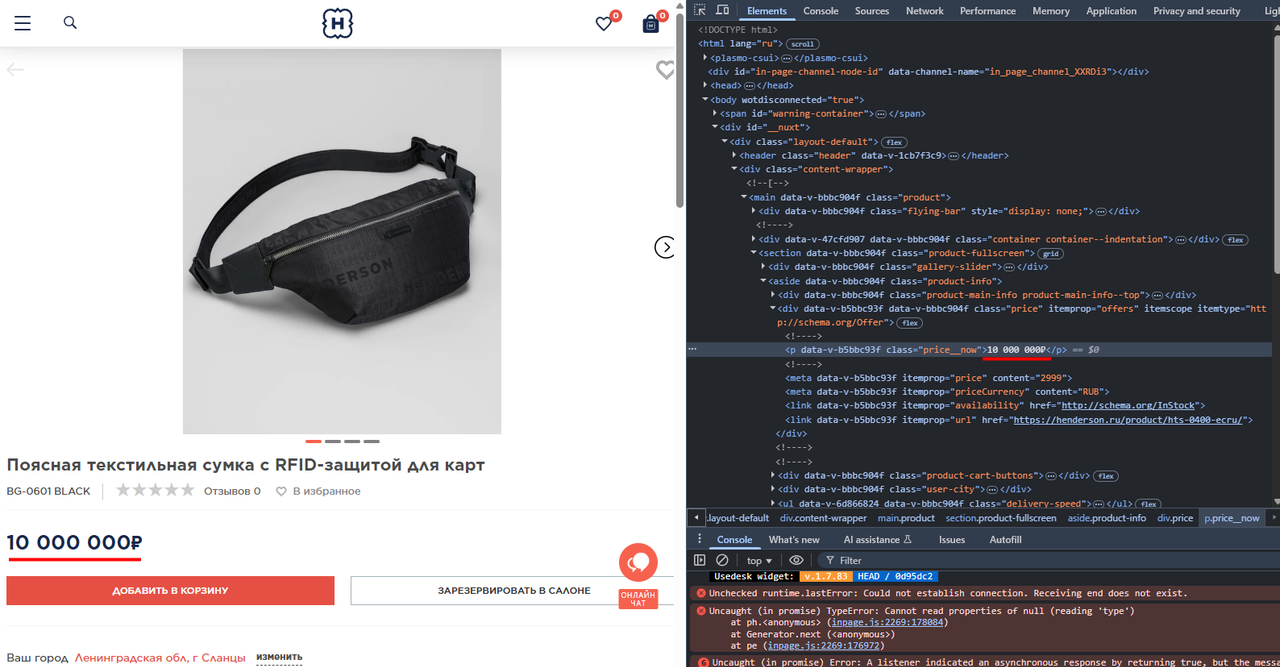 H
0
0
HENDERSON
Поясная текстильная сумка с RFID-защитой для карт
BG-0601 BLACK
Отзывов 0
В избранное
10 000 000₽
ДОБАВИТЬ В КОРЗИНУ
ЗАРЕЗЕРВИРОВАТЬ В САЛОНЕ
ОНЛАЙН
ЧАТ
Ваш город Ленинградская обл, г Сланцы изменить
Elements Console Sources Network Performance Memory Application Privacy and security Ligh
<!DOCTYPE html>
<html lang="ru"> scroll
<plasmo-csui> </plasmo-csui>
<div id="in-page-channel-node-id" data-channel-name="in_page_channel_XXRDi3"></div>
<head> </head>
<body wotdisconnected="true">
<span id="warning-container"> </span>
<div id="__nuxt">
<div class="layout-default"> flex
<header class="header" data-v-1cb7f3c9> </header>
<div class="content-wrapper">
<!--[-->
<main data-v-bbbc904f class="product">
<div data-v-bbbc904f class="flying-bar" style="display: none;"> </div>
<!---->
<div data-v-47cfd907 data-v-bbbc904f class="container container--indentation"> </div> flex
<section data-v-bbbc904f class="product-fullscreen"> grid
<div data-v-bbbc904f class="gallery-slider"> </div>
<aside data-v-bbbc904f class="product-info">
<div data-v-bbbc904f class="product-main-info product-main-info--top"> </div>
<div data-v-b5bbc93f data-v-bbbc904f class="price" itemprop="offers" itemscope itemtype="htt
p://schema.org/Offer"> flex
<!---->
<p data-v-b5bbc93f class="price__now">10 000 000₽</p> == $0
<!---->
<meta data-v-b5bbc93f itemprop="price" content="2999">
<meta data-v-b5bbc93f itemprop="priceCurrency" content="RUB">
<link data-v-b5bbc93f itemprop="availability" href="http://schema.org/InStock">
<link data-v-b5bbc93f itemprop="url" href="https://henderson.ru/product/hts-0400-ecru/">
</div>
<!---->
<!---->
<div data-v-bbbc904f class="product-cart-buttons"> </div> flex
<div data-v-bbbc904f class="user-city"> </div>
<ul data-v-6d866824 data-v-bbbc904f class="delivery-speed"> </ul> flex
.layout-default div.content-wrapper main.product section.product-fullscreen aside.product-info div.price p.price__now
Console What's new AI assistance Issues Autofill
top Filter
Usedesk widget: v.1.7.83 HEAD / 0d95dc2
Unchecked runtime.lastError: Could not establish connection. Receiving end does not exist.
Uncaught (in promise) TypeError: Cannot read properties of null (reading 'type')
at ph.<anonymous> (inpage.js:2269:178084)
at Generator.next (<anonymous>)
at pe (inpage.js:2269:176972)
6 Uncaught (in promise) Error: A listener indicated an asynchronous response by returning true, but the messa